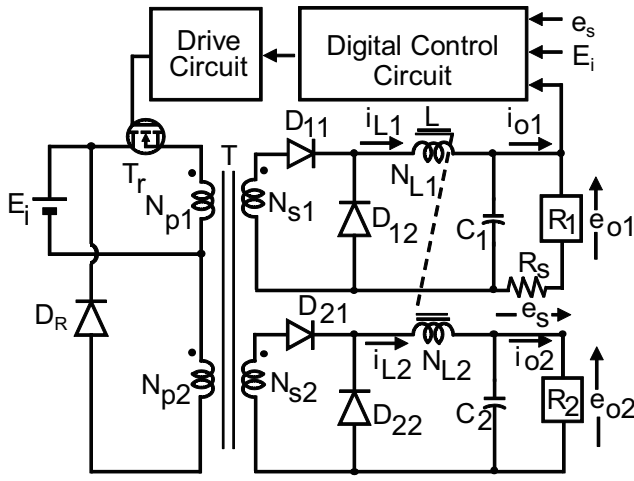 Drive Circuit
Digital Control Circuit
e_s
E_i
D_11
i_L1
L
i_o1
T_r
T
N_p1
N_s1
N_L1
E_i
D_12
C_1
R_1
e_o1
R_s
D_R
D_21
e_s
i_L2
N_L2
i_o2
N_p2
N_s2
D_22
C_2
R_2
e_o2